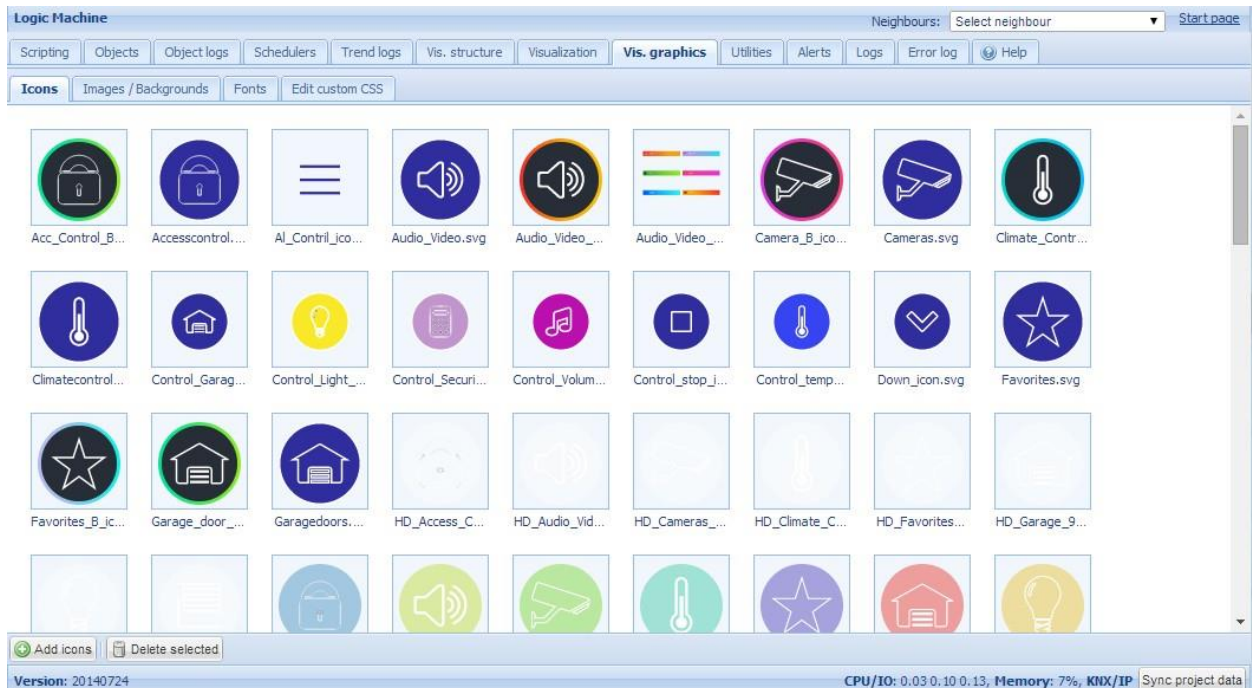 Logic Machine Neighbours: Select neighbour Start page
Scripting Objects Object logs Schedulers Trend logs Vis. structure Visualization Vis. graphics Utilities Alerts Logs Error log Help
Icons Images / Backgrounds Fonts Edit custom CSS
Acc_Control_B... Accesscontrol.... Al_Contril_ico... Audio_Video.svg Audio_Video_... Audio_Video_... Camera_B_ico... Cameras.svg Climate_Contr...
Climatecontrol... Control_Garag... Control_Light_... Control_Securi... Control_Volum... Control_stop_i... Control_temp... Down_icon.svg Favorites.svg
Favorites_B_ic... Garage_door_... Garagedoors.... HD_Access_C... HD_Audio_Vid... HD_Cameras_... HD_Climate_C... HD_Favorites... HD_Garage_9...
Add icons Delete selected
Version: 20140724 CPU/IO: 0.03 0.10 0.13, Memory: 7%, KNX/IP Sync project data